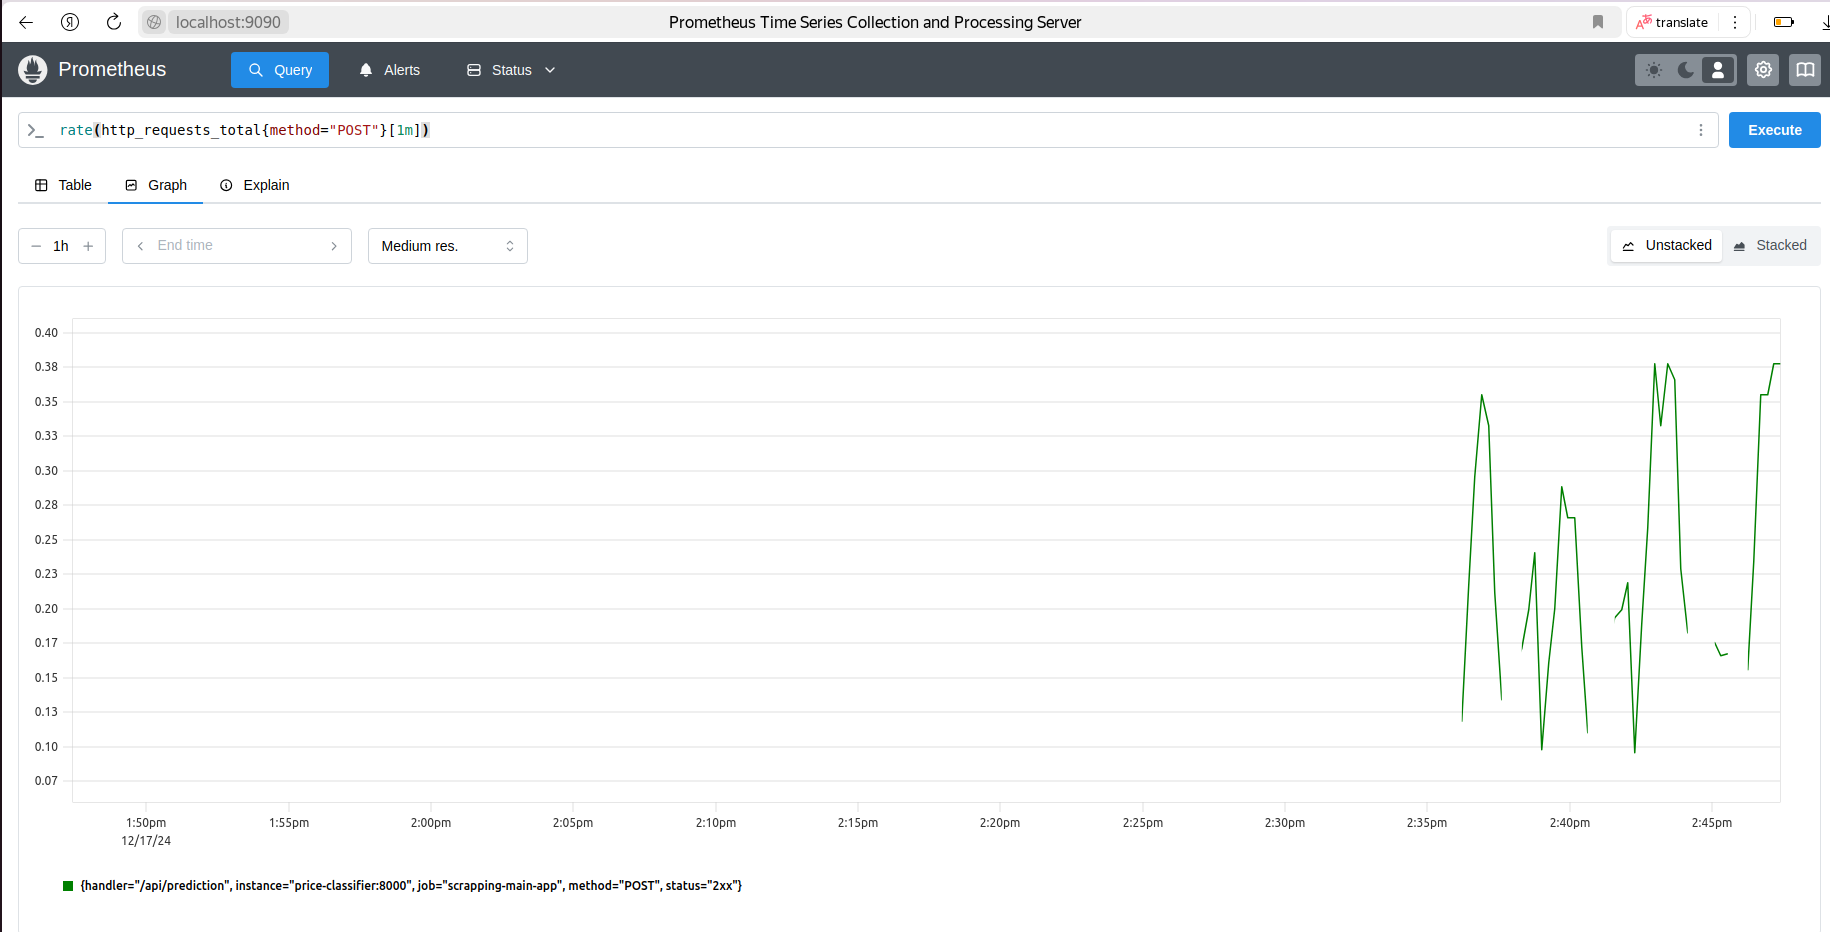 Я localhost:9090 Prometheus Time Series Collection and Processing Server translate
Prometheus Query Alerts Status
>_ rate(http_requests_total{method="POST"}[1m]) Execute
Table Graph Explain
− 1h + End time Medium res. Unstacked Stacked
0.40
0.38
0.35
0.33
0.30
0.28
0.25
0.23
0.20
0.17
0.15
0.13
0.10
0.07
1:50pm 1:55pm 2:00pm 2:05pm 2:10pm 2:15pm 2:20pm 2:25pm 2:30pm 2:35pm 2:40pm 2:45pm
12/17/24
{handler="/api/prediction", instance="price-classifier:8000", job="scrapping-main-app", method="POST", status="2xx"}